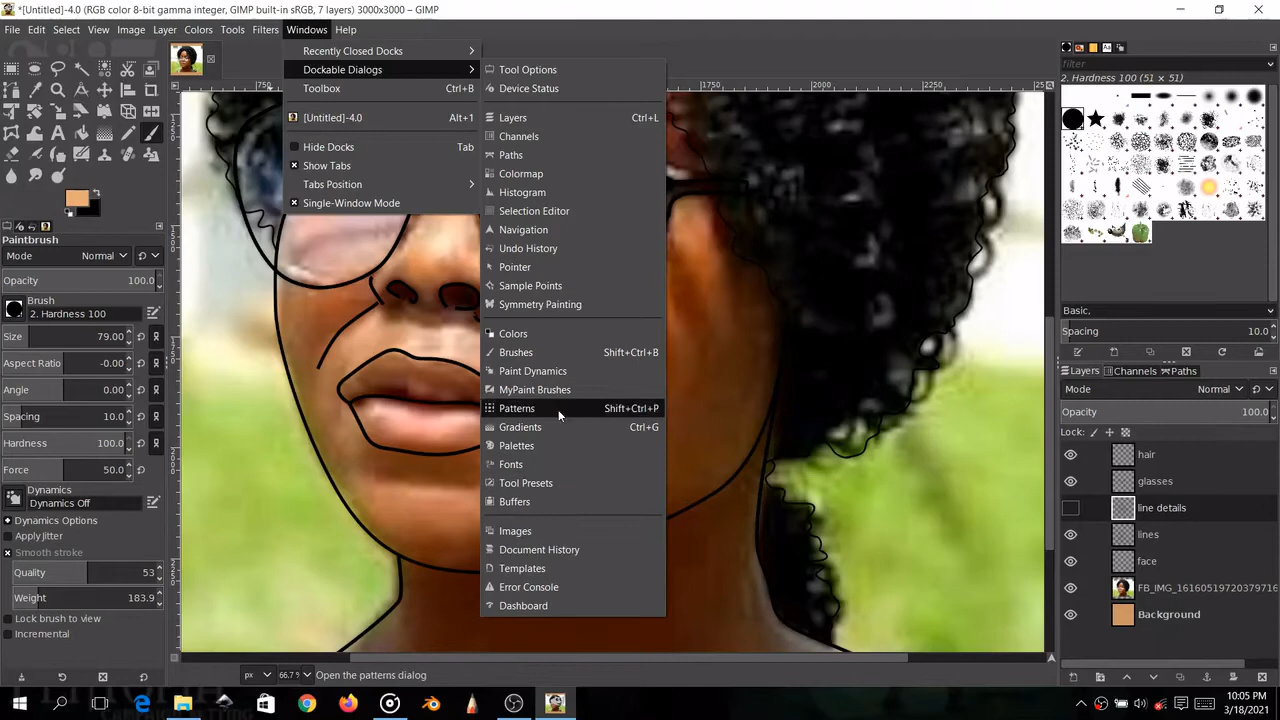 *[Untitled]-4.0 (RGB color 8-bit gamma integer, GIMP built-in sRGB, 7 layers) 3000x3000 – GIMP
File Edit Select View Image Layer Colors Tools Filters Windows Help
Recently Closed Docks
Dockable Dialogs
Toolbox Ctrl+B
[Untitled]-4.0 Alt+1
Hide Docks Tab
Show Tabs
Tabs Position
Single-Window Mode
Tool Options
Device Status
Layers Ctrl+L
Channels
Paths
Colormap
Histogram
Selection Editor
Navigation
Undo History
Pointer
Sample Points
Symmetry Painting
Colors
Brushes Shift+Ctrl+B
Paint Dynamics
MyPaint Brushes
Patterns Shift+Ctrl+P
Gradients Ctrl+G
Palettes
Fonts
Tool Presets
Buffers
Images
Document History
Templates
Error Console
Dashboard
Paintbrush
Mode Normal
Opacity 100.0
Brush
2. Hardness 100
Size 79.00
Aspect Ratio -0.00
Angle 0.00
Spacing 10.0
Hardness 100.0
Force 50.0
Dynamics
Dynamics Off
Dynamics Options
Apply Jitter
Smooth stroke
Quality 53
Weight 183.9
Lock brush to view
Incremental
750 1750 2000
px 66.7 % Open the patterns dialog
filter
2. Hardness 100 (51 × 51)
Basic,
Spacing 10.0
Layers Channels Paths
Mode Normal
Opacity 100.0
Lock:
hair
glasses
line details
lines
face
FB_IMG_16160519720379716
Background
10:05 PM
3/18/2021